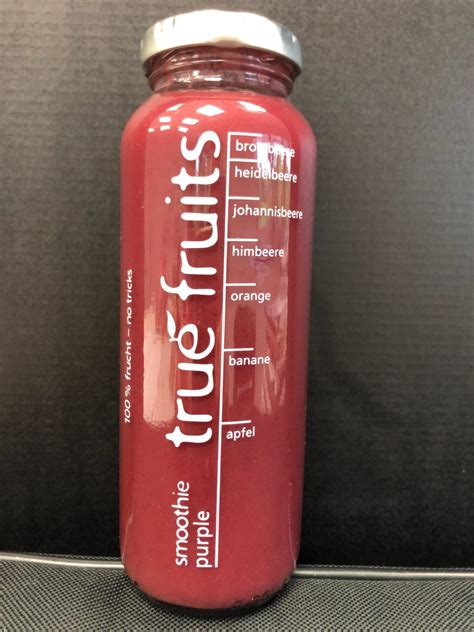 true fruits
100 % frucht – no tricks
smoothie
purple
brombeere
heidelbeere
johannisbeere
himbeere
orange
banane
apfel